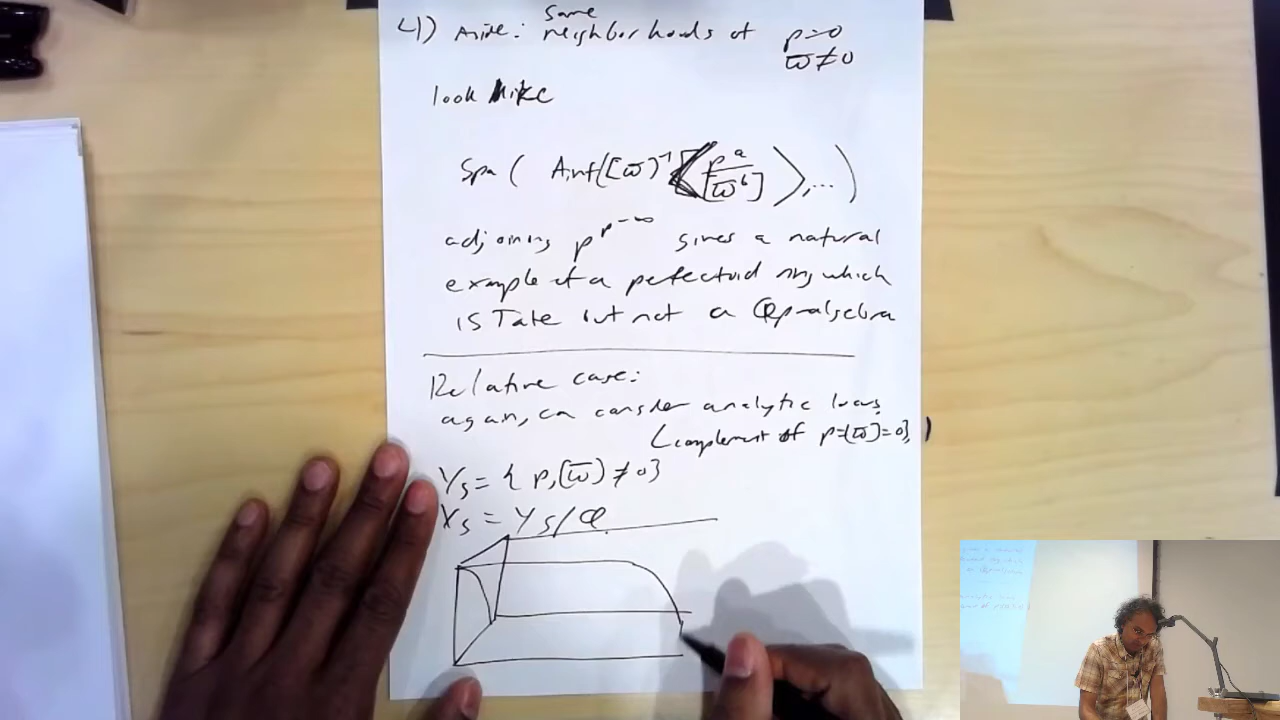 4) Aside: same neighborhoods of p=0
ϖ≠0
look like
Spa ( Ainf([ϖ])⁻¹ ⟨ p^a / [ϖ^b] ⟩,... )
adjoining p^{p^{-∞}} gives a natural
example of a perfectoid ring which
is Tate but not a Qp-algebra
Relative case:
again, can consider analytic locus
(complement of p=[ϖ]=0},)
Y_S = { p,[ϖ] ≠ 0}
X_S = Y_S/φ